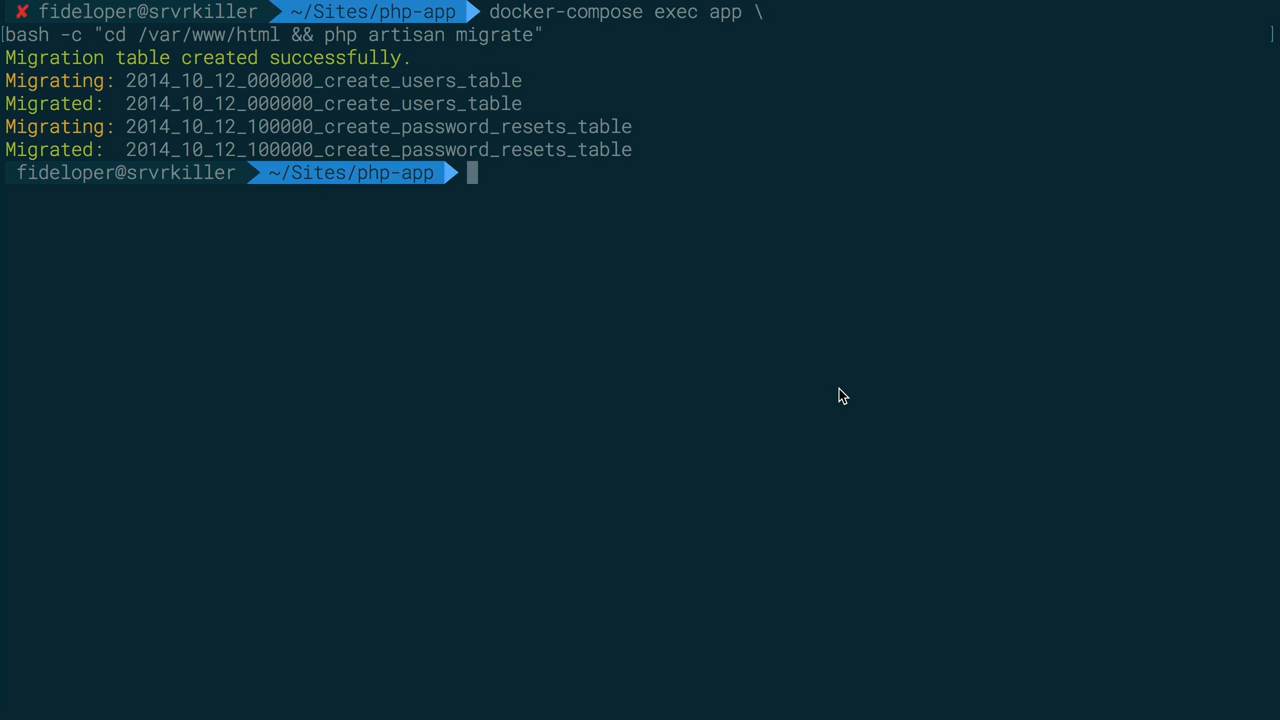 ✘ fideloper@srvrkiller ~/Sites/php-app docker-compose exec app \
bash -c "cd /var/www/html && php artisan migrate"
Migration table created successfully.
Migrating: 2014_10_12_000000_create_users_table
Migrated:  2014_10_12_000000_create_users_table
Migrating: 2014_10_12_100000_create_password_resets_table
Migrated:  2014_10_12_100000_create_password_resets_table
fideloper@srvrkiller ~/Sites/php-app